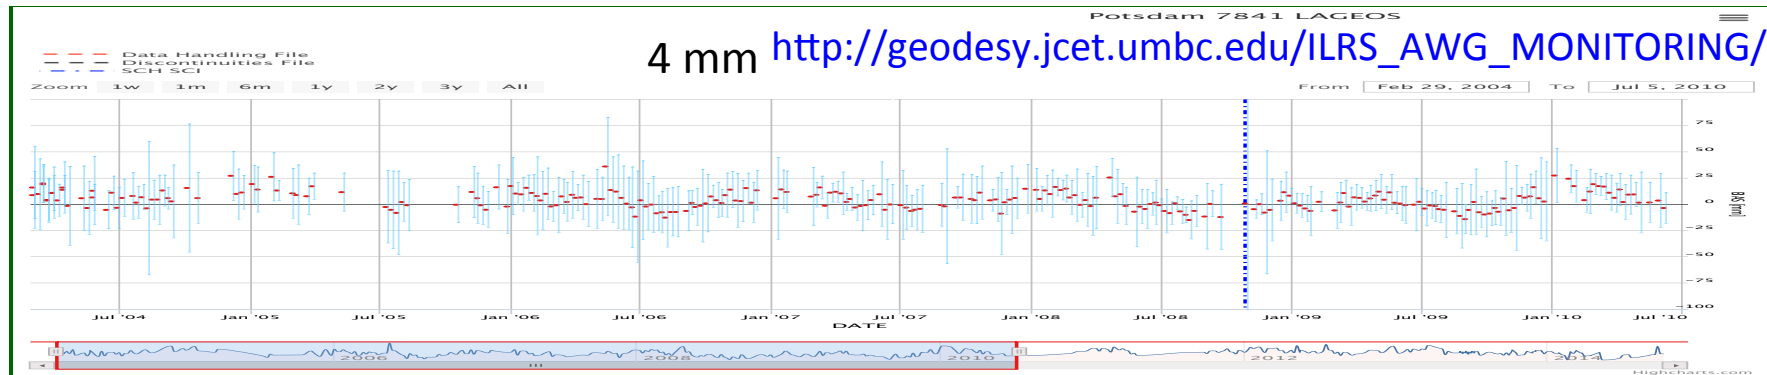 Potsdam 7841 LAGEOS
4 mm http://geodesy.jcet.umbc.edu/ILRS_AWG_MONITORING/
Data Handling File
Discontinuities File
SCH SCI
Zoom 1w 1m 6m 1y 2y 3y All From Feb 29, 2004 To Jul 5, 2010
75
50
25
0
-25
-50
-75
-100
BIAS [mm]
Jul '04 Jan '05 Jul '05 Jan '06 Jul '06 Jan '07 Jul '07 Jan '08 Jul '08 Jan '09 Jul '09 Jan '10 Jul '10
DATE
2006 2008 2010 2012 2014
Highcharts.com